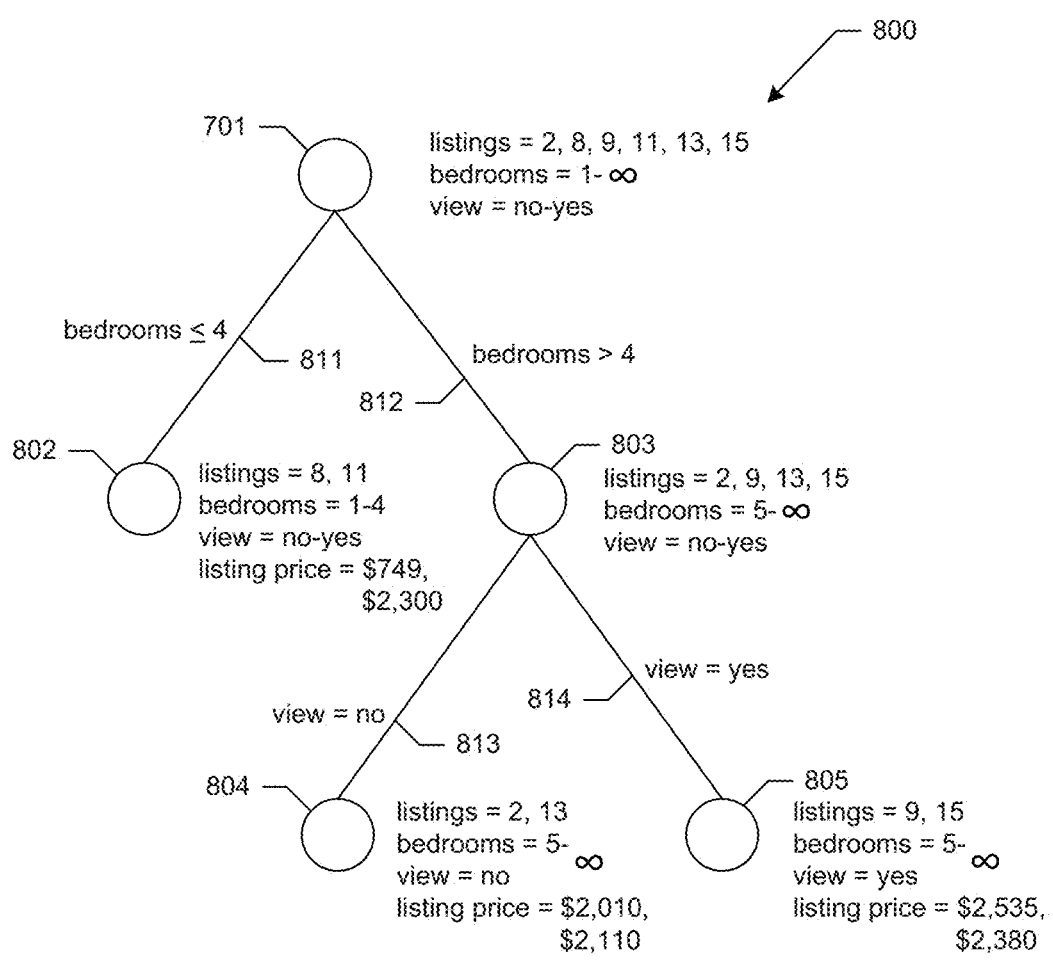 800
701
listings = 2, 8, 9, 11, 13, 15
bedrooms = 1- ∞
view = no-yes
bedrooms ≤ 4
811
bedrooms > 4
812
802
listings = 8, 11
bedrooms = 1-4
view = no-yes
listing price = $749,
$2,300
803
listings = 2, 9, 13, 15
bedrooms = 5- ∞
view = no-yes
view = no
813
view = yes
814
804
listings = 2, 13
bedrooms = 5- ∞
view = no
listing price = $2,010,
$2,110
805
listings = 9, 15
bedrooms = 5- ∞
view = yes
listing price = $2,535,
$2,380